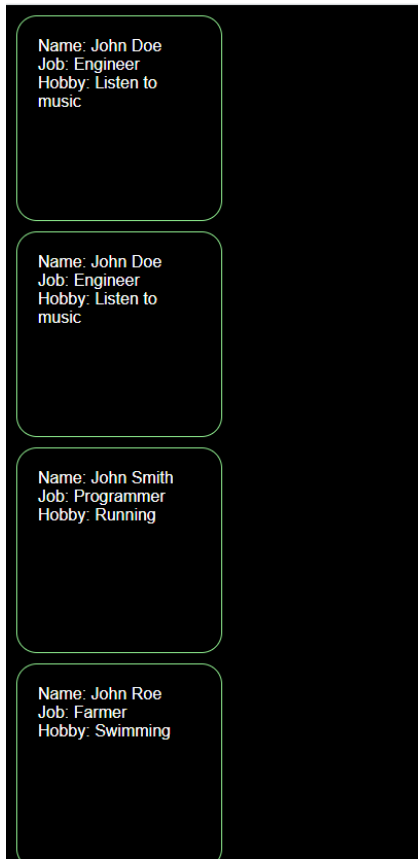 Name: John Doe
Job: Engineer
Hobby: Listen to
music
Name: John Doe
Job: Engineer
Hobby: Listen to
music
Name: John Smith
Job: Programmer
Hobby: Running
Name: John Roe
Job: Farmer
Hobby: Swimming